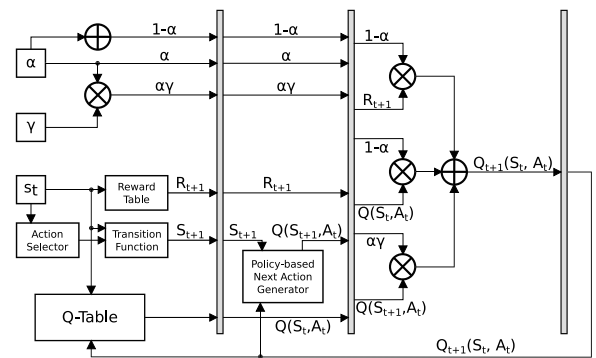 1-α 1-α
1-α
α α α
αγ αγ
R_{t+1}
γ
1-α
Q_{t+1}(S_t, A_t)
s_t
Reward
Table
R_{t+1} R_{t+1}
Q(S_t,A_t)
Action
Selector
Transition
Function
S_{t+1} S_{t+1} Q(S_{t+1},A_t)
αγ
Policy-based
Next Action
Generator
Q(S_{t+1},A_t)
Q-Table
Q(S_t,A_t)
Q_{t+1}(S_t, A_t)